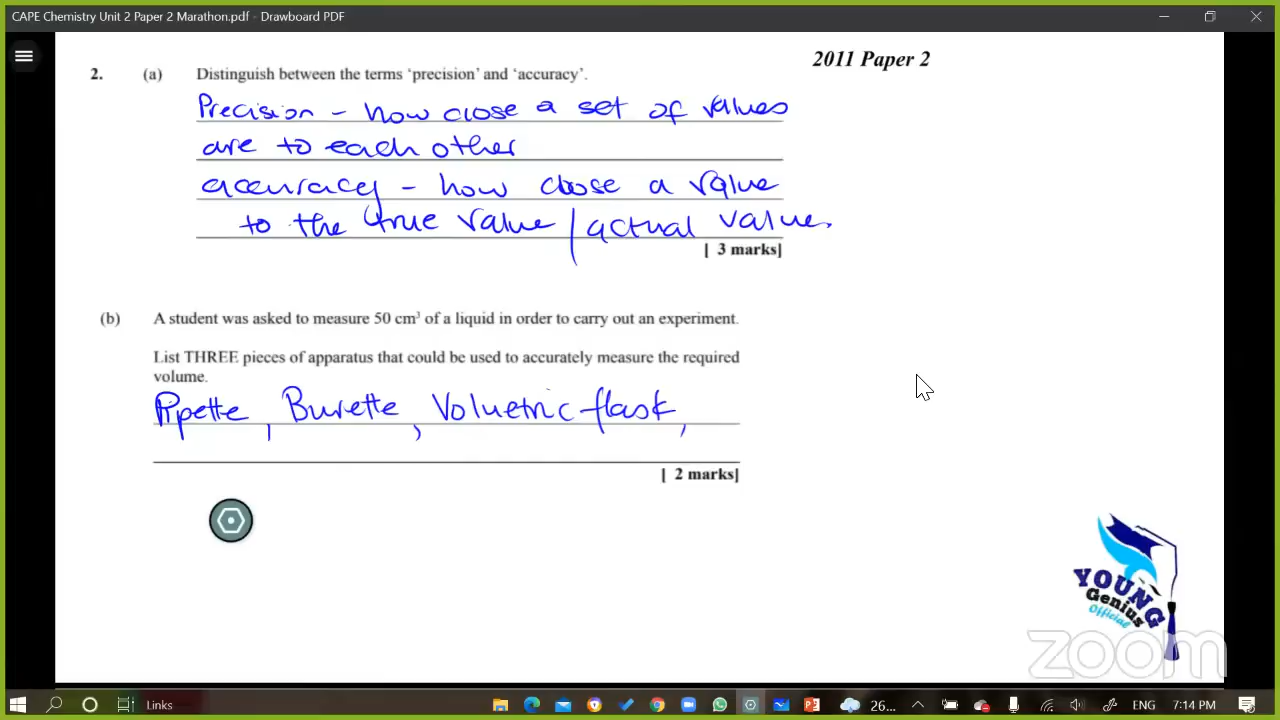 CAPE Chemistry Unit 2 Paper 2 Marathon.pdf - Drawboard PDF
2011 Paper 2
2. (a) Distinguish between the terms ‘precision’ and ‘accuracy’.
Precision - how close a set of values
are to each other
accuracy - how close a value
to the true value / actual value.
[ 3 marks]
(b) A student was asked to measure 50 cm³ of a liquid in order to carry out an experiment.
List THREE pieces of apparatus that could be used to accurately measure the required
volume.
Pipette, Burette, Voluetric flask,
[ 2 marks]
YOUNG
Genius
Official
zoom
Links
26...
ENG
7:14 PM